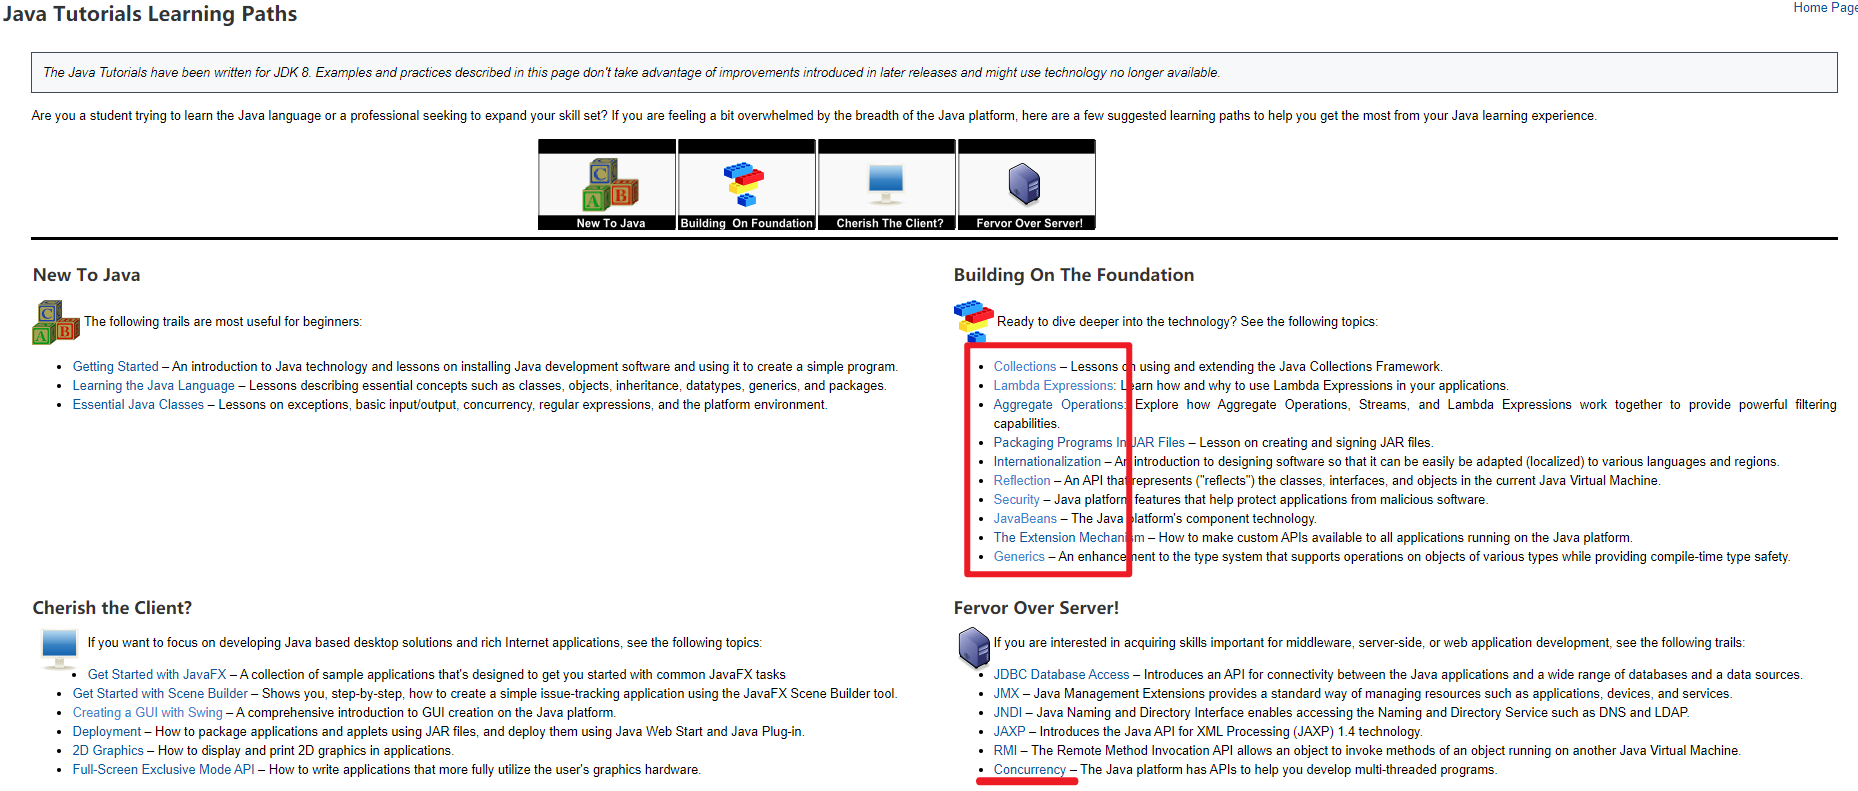 Java Tutorials Learning Paths
Home Page
The Java Tutorials have been written for JDK 8. Examples and practices described in this page don't take advantage of improvements introduced in later releases and might use technology no longer available.
Are you a student trying to learn the Java language or a professional seeking to expand your skill set? If you are feeling a bit overwhelmed by the breadth of the Java platform, here are a few suggested learning paths to help you get the most from your Java learning experience.
C
A B
New To Java
Building On Foundation
Cherish The Client?
Fervor Over Server!
New To Java
C
A B
The following trails are most useful for beginners:
• Getting Started – An introduction to Java technology and lessons on installing Java development software and using it to create a simple program.
• Learning the Java Language – Lessons describing essential concepts such as classes, objects, inheritance, datatypes, generics, and packages.
• Essential Java Classes – Lessons on exceptions, basic input/output, concurrency, regular expressions, and the platform environment.
Building On The Foundation
Ready to dive deeper into the technology? See the following topics:
• Collections – Lessons on using and extending the Java Collections Framework.
• Lambda Expressions: Learn how and why to use Lambda Expressions in your applications.
• Aggregate Operations: Explore how Aggregate Operations, Streams, and Lambda Expressions work together to provide powerful filtering
capabilities.
• Packaging Programs In JAR Files – Lesson on creating and signing JAR files.
• Internationalization – An introduction to designing software so that it can be easily be adapted (localized) to various languages and regions.
• Reflection – An API that represents ("reflects") the classes, interfaces, and objects in the current Java Virtual Machine.
• Security – Java platform features that help protect applications from malicious software.
• JavaBeans – The Java platform's component technology.
• The Extension Mechanism – How to make custom APIs available to all applications running on the Java platform.
• Generics – An enhancement to the type system that supports operations on objects of various types while providing compile-time type safety.
Cherish the Client?
If you want to focus on developing Java based desktop solutions and rich Internet applications, see the following topics:
• Get Started with JavaFX – A collection of sample applications that's designed to get you started with common JavaFX tasks
• Get Started with Scene Builder – Shows you, step-by-step, how to create a simple issue-tracking application using the JavaFX Scene Builder tool.
• Creating a GUI with Swing – A comprehensive introduction to GUI creation on the Java platform.
• Deployment – How to package applications and applets using JAR files, and deploy them using Java Web Start and Java Plug-in.
• 2D Graphics – How to display and print 2D graphics in applications.
• Full-Screen Exclusive Mode API – How to write applications that more fully utilize the user's graphics hardware.
Fervor Over Server!
If you are interested in acquiring skills important for middleware, server-side, or web application development, see the following trails:
• JDBC Database Access – Introduces an API for connectivity between the Java applications and a wide range of databases and a data sources.
• JMX – Java Management Extensions provides a standard way of managing resources such as applications, devices, and services.
• JNDI – Java Naming and Directory Interface enables accessing the Naming and Directory Service such as DNS and LDAP.
• JAXP – Introduces the Java API for XML Processing (JAXP) 1.4 technology.
• RMI – The Remote Method Invocation API allows an object to invoke methods of an object running on another Java Virtual Machine.
• Concurrency – The Java platform has APIs to help you develop multi-threaded programs.